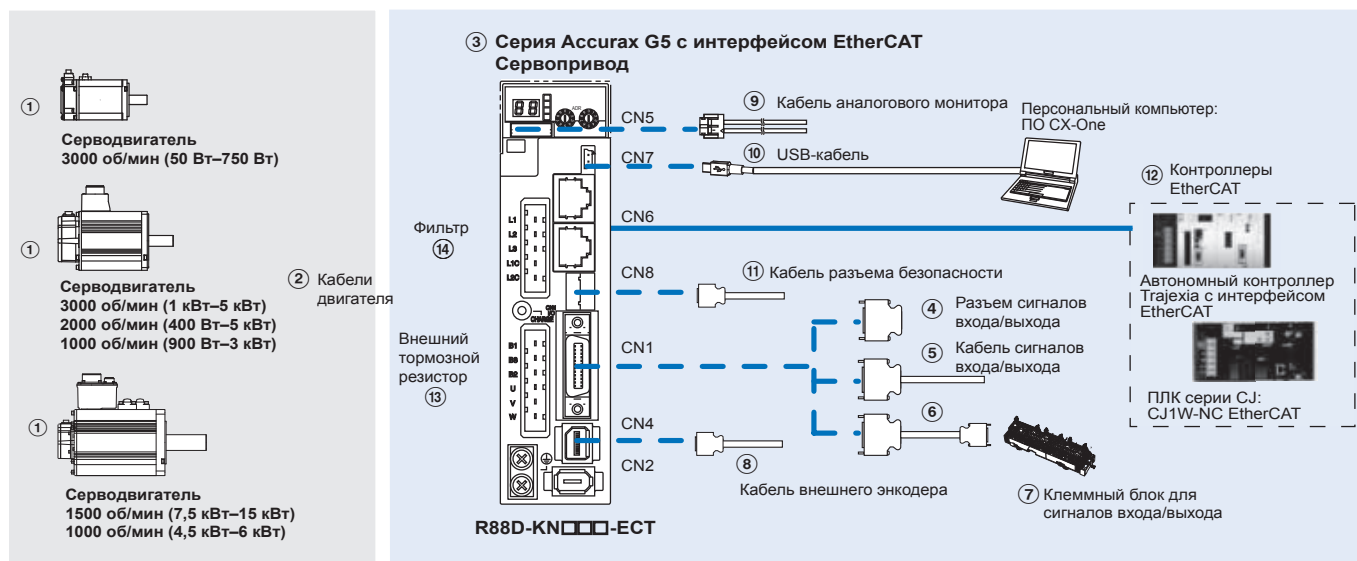 ③ Серия Accurax G5 с интерфейсом EtherCAT
Сервопривод
①
Серводвигатель
3000 об/мин (50 Вт–750 Вт)
①
Серводвигатель
3000 об/мин (1 кВт–5 кВт)
2000 об/мин (400 Вт–5 кВт)
1000 об/мин (900 Вт–3 кВт)
①
Серводвигатель
1500 об/мин (7,5 кВт–15 кВт)
1000 об/мин (4,5 кВт–6 кВт)
② Кабели
двигателя
Фильтр
⑭
Внешний
тормозной
резистор
⑬
ADR
L1
L2
L3
L1C
L2C
CHARGE
B1
B3
B2
U
V
W
CN5
CN7
CN6
CN8
CN1
CN4
CN2
R88D-KN□□□-ECT
⑨ Кабель аналогового монитора
⑩ USB-кабель
Персональный компьютер:
ПО CX-One
⑪ Кабель разъема безопасности
④ Разъем сигналов
входа/выхода
⑤ Кабель сигналов
входа/выхода
⑥
⑧
Кабель внешнего энкодера
⑦ Клеммный блок для
сигналов входа/выхода
⑫ Контроллеры
EtherCAT
Автономный контроллер
Trajexia с интерфейсом
EtherCAT
ПЛК серии CJ:
CJ1W-NC EtherCAT